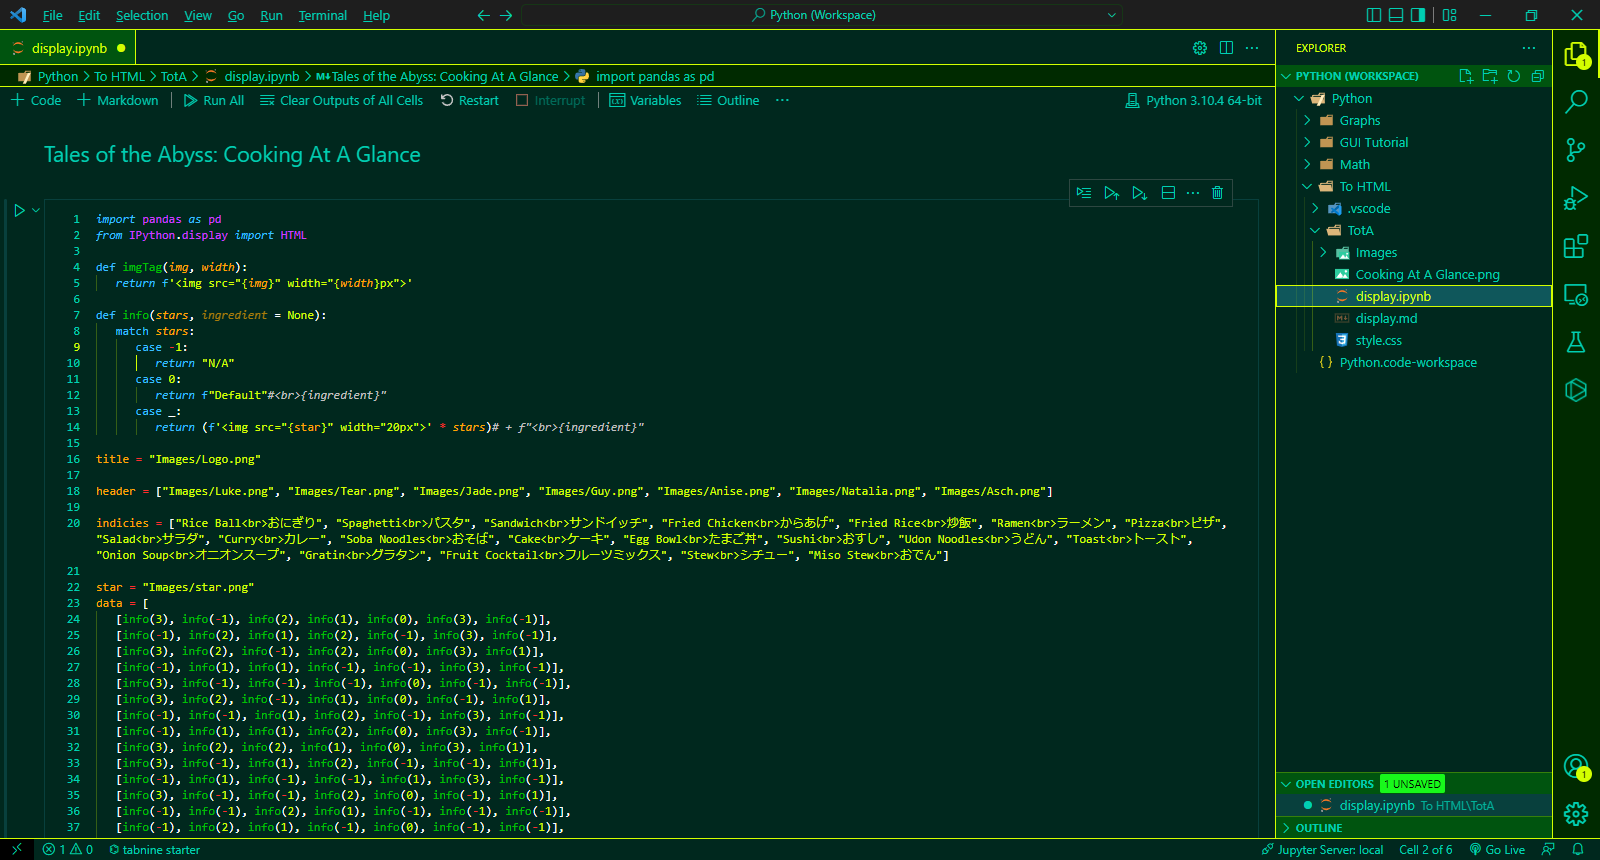 File Edit Selection View Go Run Terminal Help
Python (Workspace)
display.ipynb
Python > To HTML > TotA > display.ipynb > M↓Tales of the Abyss: Cooking At A Glance > import pandas as pd
+ Code + Markdown Run All Clear Outputs of All Cells Restart Interrupt Variables Outline ··· Python 3.10.4 64-bit
Tales of the Abyss: Cooking At A Glance
1 import pandas as pd
2 from IPython.display import HTML
3
4 def imgTag(img, width):
5 return f'<img src="{img}" width="{width}px">'
6
7 def info(stars, ingredient = None):
8 match stars:
9 case -1:
10 return "N/A"
11 case 0:
12 return f"Default"#<br>{ingredient}"
13 case _:
14 return (f'<img src="{star}" width="20px">' * stars)# + f"<br>{ingredient}"
15
16 title = "Images/Logo.png"
17
18 header = ["Images/Luke.png", "Images/Tear.png", "Images/Jade.png", "Images/Guy.png", "Images/Anise.png", "Images/Natalia.png", "Images/Asch.png"]
19
20 indicies = ["Rice Ball<br>おにぎり", "Spaghetti<br>パスタ", "Sandwich<br>サンドイッチ", "Fried Chicken<br>からあげ", "Fried Rice<br>炒飯", "Ramen<br>ラーメン", "Pizza<br>ピザ",
"Salad<br>サラダ", "Curry<br>カレー", "Soba Noodles<br>おそば", "Cake<br>ケーキ", "Egg Bowl<br>たまご丼", "Sushi<br>おすし", "Udon Noodles<br>うどん", "Toast<br>トースト",
"Onion Soup<br>オニオンスープ", "Gratin<br>グラタン", "Fruit Cocktail<br>フルーツミックス", "Stew<br>シチュー", "Miso Stew<br>おでん"]
21
22 star = "Images/star.png"
23 data = [
24 [info(3), info(-1), info(2), info(1), info(0), info(3), info(-1)],
25 [info(-1), info(2), info(1), info(2), info(-1), info(3), info(-1)],
26 [info(3), info(2), info(-1), info(2), info(0), info(3), info(1)],
27 [info(-1), info(1), info(1), info(-1), info(-1), info(3), info(-1)],
28 [info(3), info(-1), info(-1), info(-1), info(0), info(-1), info(-1)],
29 [info(3), info(2), info(-1), info(1), info(0), info(-1), info(1)],
30 [info(-1), info(-1), info(1), info(2), info(-1), info(3), info(-1)],
31 [info(-1), info(1), info(1), info(2), info(0), info(3), info(-1)],
32 [info(3), info(2), info(2), info(1), info(0), info(3), info(1)],
33 [info(3), info(-1), info(1), info(2), info(-1), info(-1), info(1)],
34 [info(-1), info(1), info(-1), info(-1), info(1), info(3), info(-1)],
35 [info(3), info(-1), info(-1), info(2), info(0), info(-1), info(1)],
36 [info(-1), info(-1), info(2), info(1), info(-1), info(-1), info(-1)],
37 [info(-1), info(2), info(1), info(-1), info(0), info(-1), info(-1)],
EXPLORER
PYTHON (WORKSPACE)
Python
Graphs
GUI Tutorial
Math
To HTML
.vscode
TotA
Images
Cooking At A Glance.png
display.ipynb
display.md
style.css
Python.code-workspace
OPEN EDITORS 1 UNSAVED
display.ipynb To HTML\TotA
OUTLINE
1
1
1 0 tabnine starter
Jupyter Server: local Cell 2 of 6 Go Live